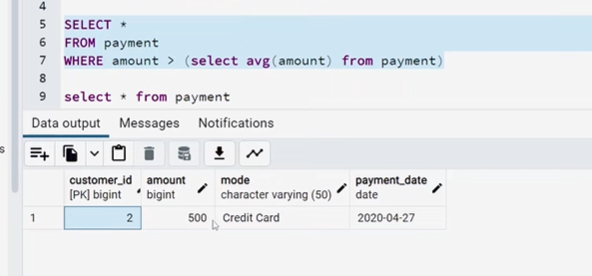 4
5 SELECT *
6 FROM payment
7 WHERE amount > (select avg(amount) from payment)
8
9 select * from payment
Data output Messages Notifications
s
customer_id amount mode payment_date
[PK] bigint bigint character varying (50) date
1 2 500 Credit Card 2020-04-27